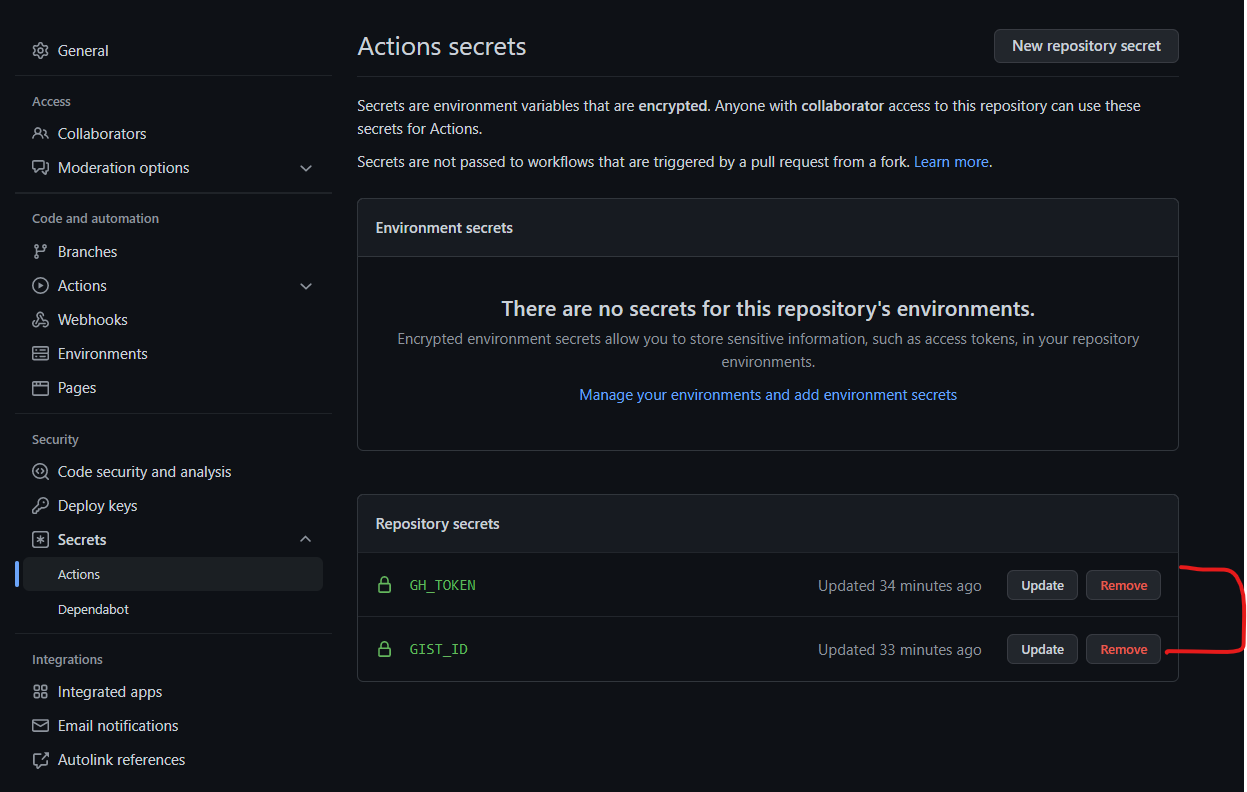 General
Access
Collaborators
Moderation options
Code and automation
Branches
Actions
Webhooks
Environments
Pages
Security
Code security and analysis
Deploy keys
Secrets
Actions
Dependabot
Integrations
Integrated apps
Email notifications
Autolink references
Actions secrets
New repository secret
Secrets are environment variables that are encrypted. Anyone with collaborator access to this repository can use these
secrets for Actions.
Secrets are not passed to workflows that are triggered by a pull request from a fork. Learn more.
Environment secrets
There are no secrets for this repository's environments.
Encrypted environment secrets allow you to store sensitive information, such as access tokens, in your repository
environments.
Manage your environments and add environment secrets
Repository secrets
GH_TOKEN Updated 34 minutes ago Update Remove
GIST_ID Updated 33 minutes ago Update Remove